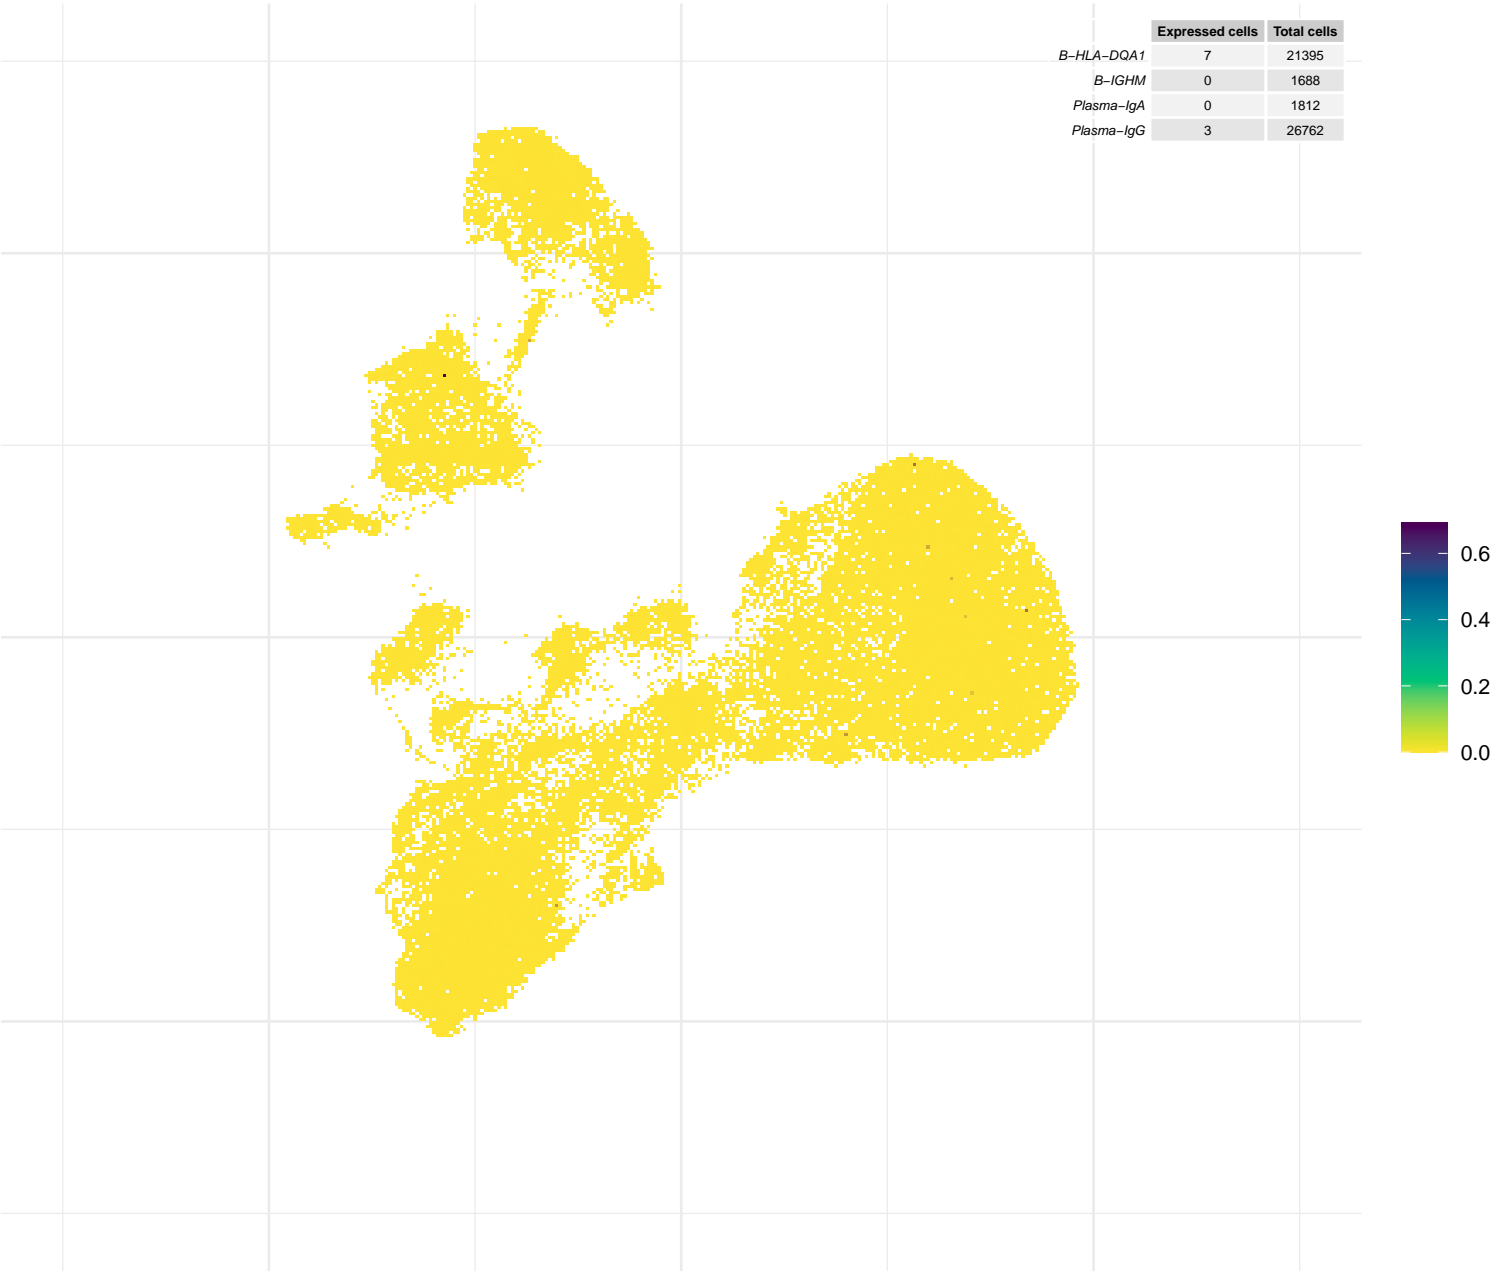 Expressed cells Total cells
B−HLA−DQA1 7 21395
B−IGHM 0 1688
Plasma−IgA 0 1812
Plasma−IgG 3 26762
0.6
0.4
0.2
0.0